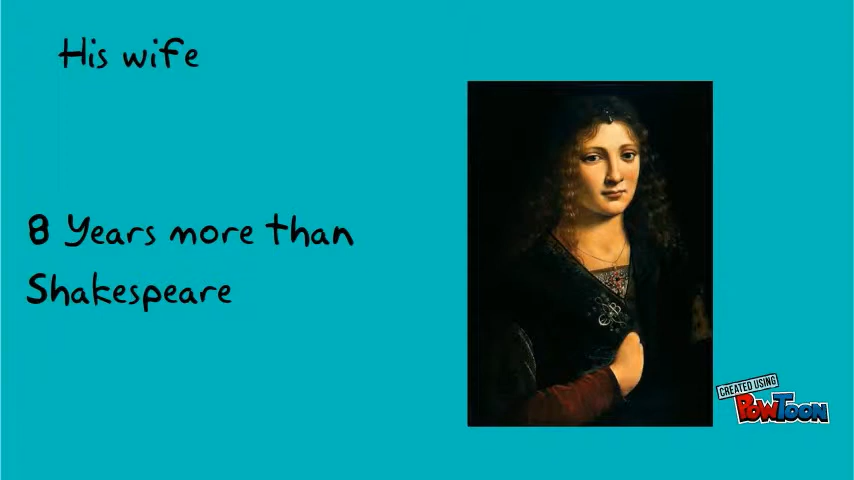 His wife
8 Years more than
Shakespeare
CREATED USING
POWTOON